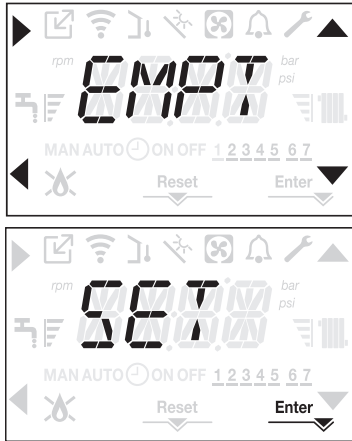 rpm EMPT bar
psi
MAN AUTO ON OFF 1 2 3 4 5 6 7
Reset Enter
rpm SET bar
psi
MAN AUTO ON OFF 1 2 3 4 5 6 7
Reset Enter